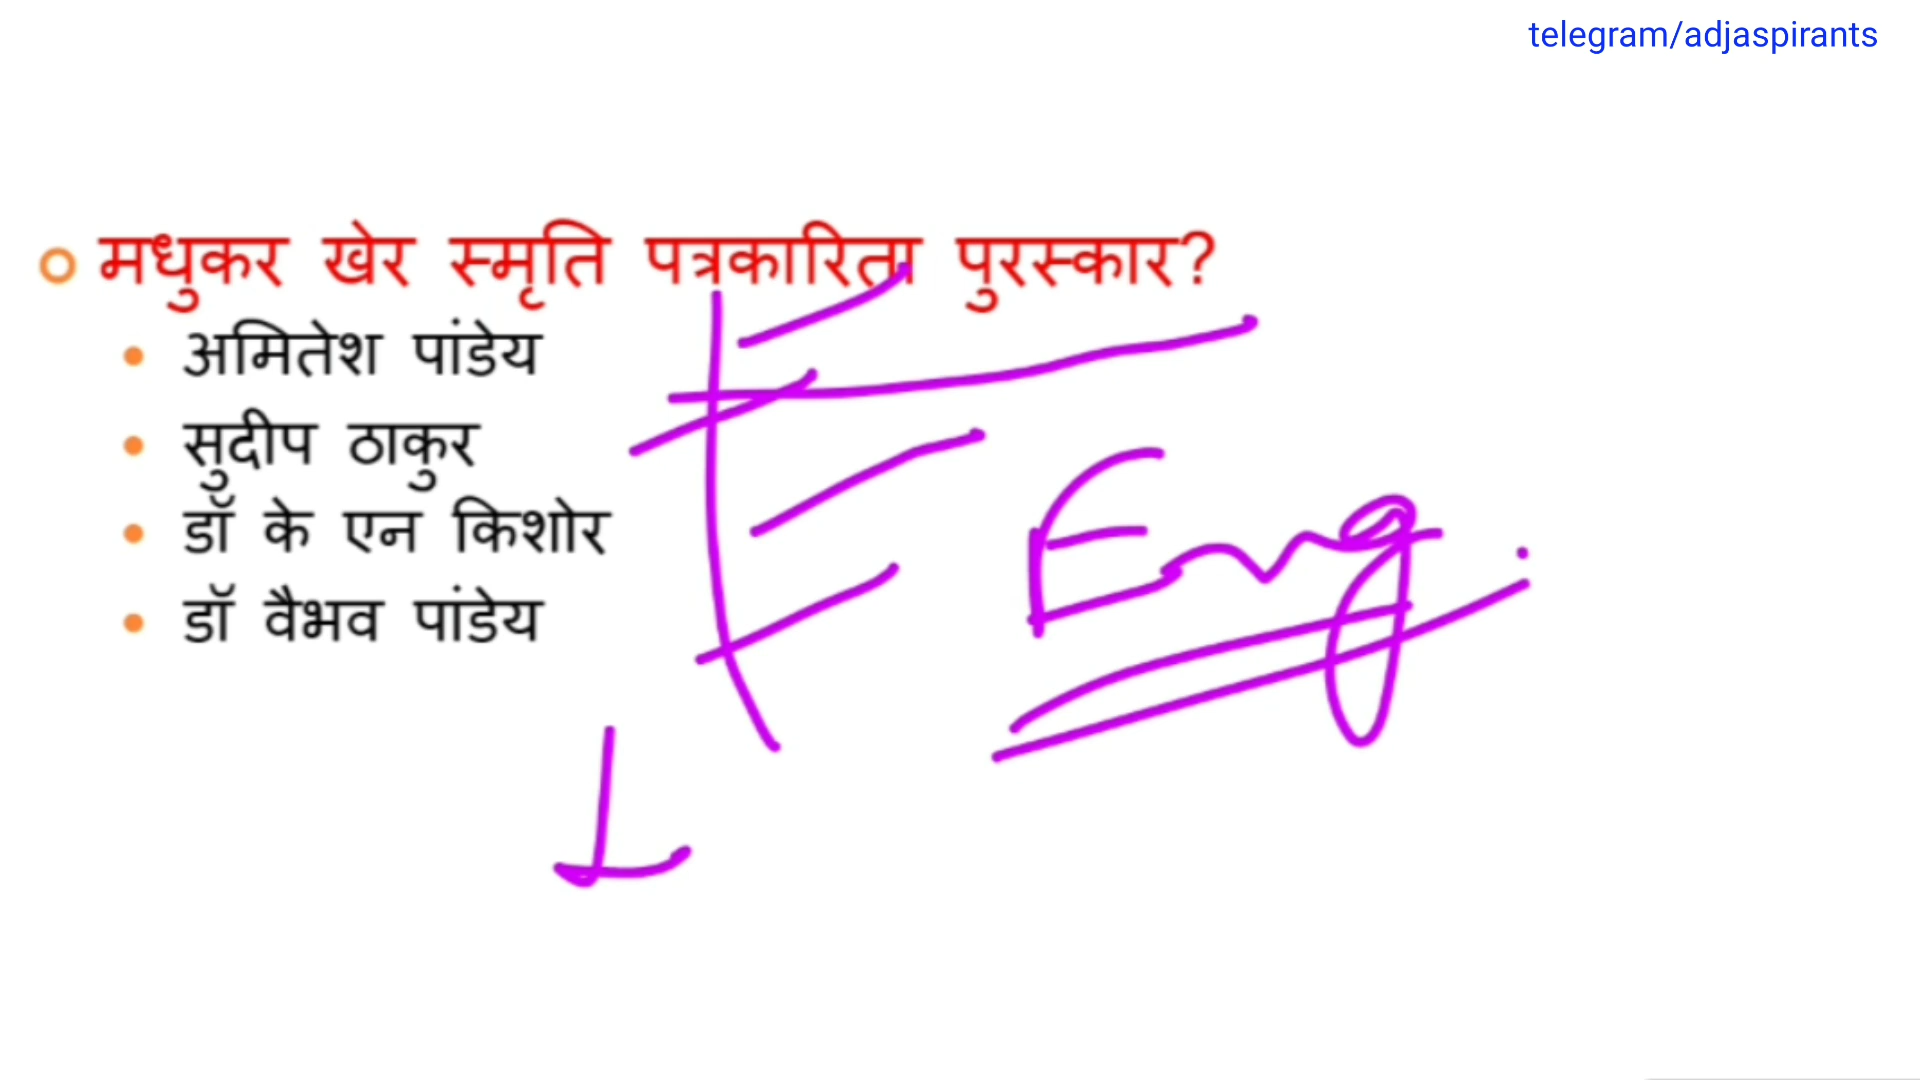 telegram/adjaspirants
मधुकर खेर स्मृति पत्रकारिता पुरस्कार?
अमितेश पांडेय
सुदीप ठाकुर
डॉ के एन किशोर
डॉ वैभव पांडेय
Eng.